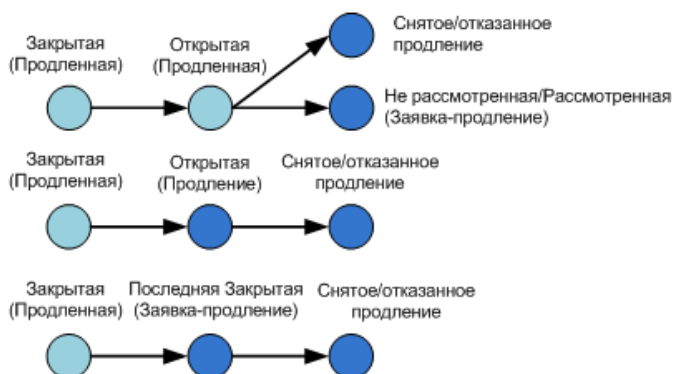 Закрытая
(Продленная)
Открытая
(Продленная)
Снятое/отказанное
продление
Не рассмотренная/Рассмотренная
(Заявка-продление)
Закрытая
(Продленная)
Открытая
(Продление)
Снятое/отказанное
продление
Закрытая
(Продленная)
Последняя Закрытая
(Заявка-продление)
Снятое/отказанное
продление